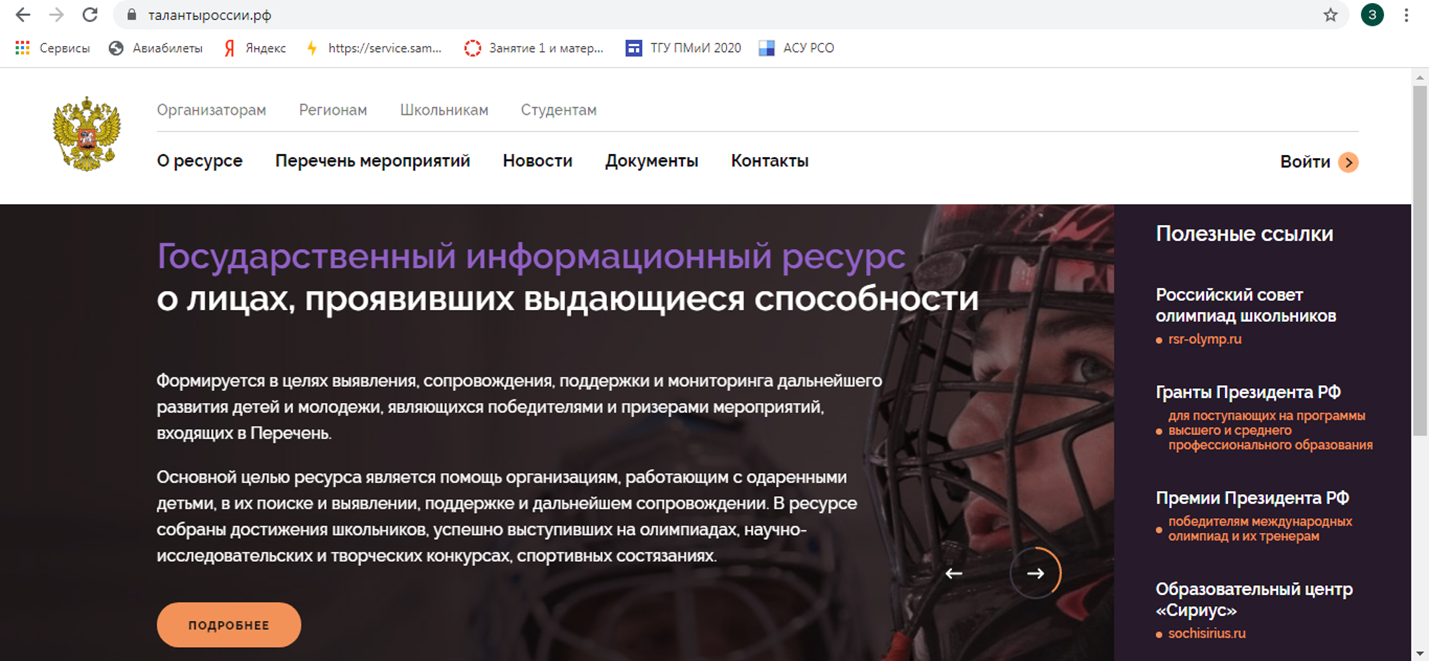 талантыроссии.рф
З
Сервисы
Авиабилеты
Я Яндекс
https://service.sam...
Занятие 1 и матер...
ТГУ ПМиИ 2020
АСУ РСО
Организаторам
Регионам
Школьникам
Студентам
О ресурсе
Перечень мероприятий
Новости
Документы
Контакты
Войти
Государственный информационный ресурс
о лицах, проявивших выдающиеся способности
Формируется в целях выявления, сопровождения, поддержки и мониторинга дальнейшего
развития детей и молодежи, являющихся победителями и призерами мероприятий,
входящих в Перечень.
Основной целью ресурса является помощь организациям, работающим с одаренными
детьми, в их поиске и выявлении, поддержке и дальнейшем сопровождении. В ресурсе
собраны достижения школьников, успешно выступивших на олимпиадах, научно-
исследовательских и творческих конкурсах, спортивных состязаниях.
ПОДРОБНЕЕ
Полезные ссылки
Российский совет
олимпиад школьников
rsr-olymp.ru
Гранты Президента РФ
для поступающих на программы
высшего и среднего
профессионального образования
Премии Президента РФ
победителям международных
олимпиад и их тренерам
Образовательный центр
«Сириус»
sochisirius.ru